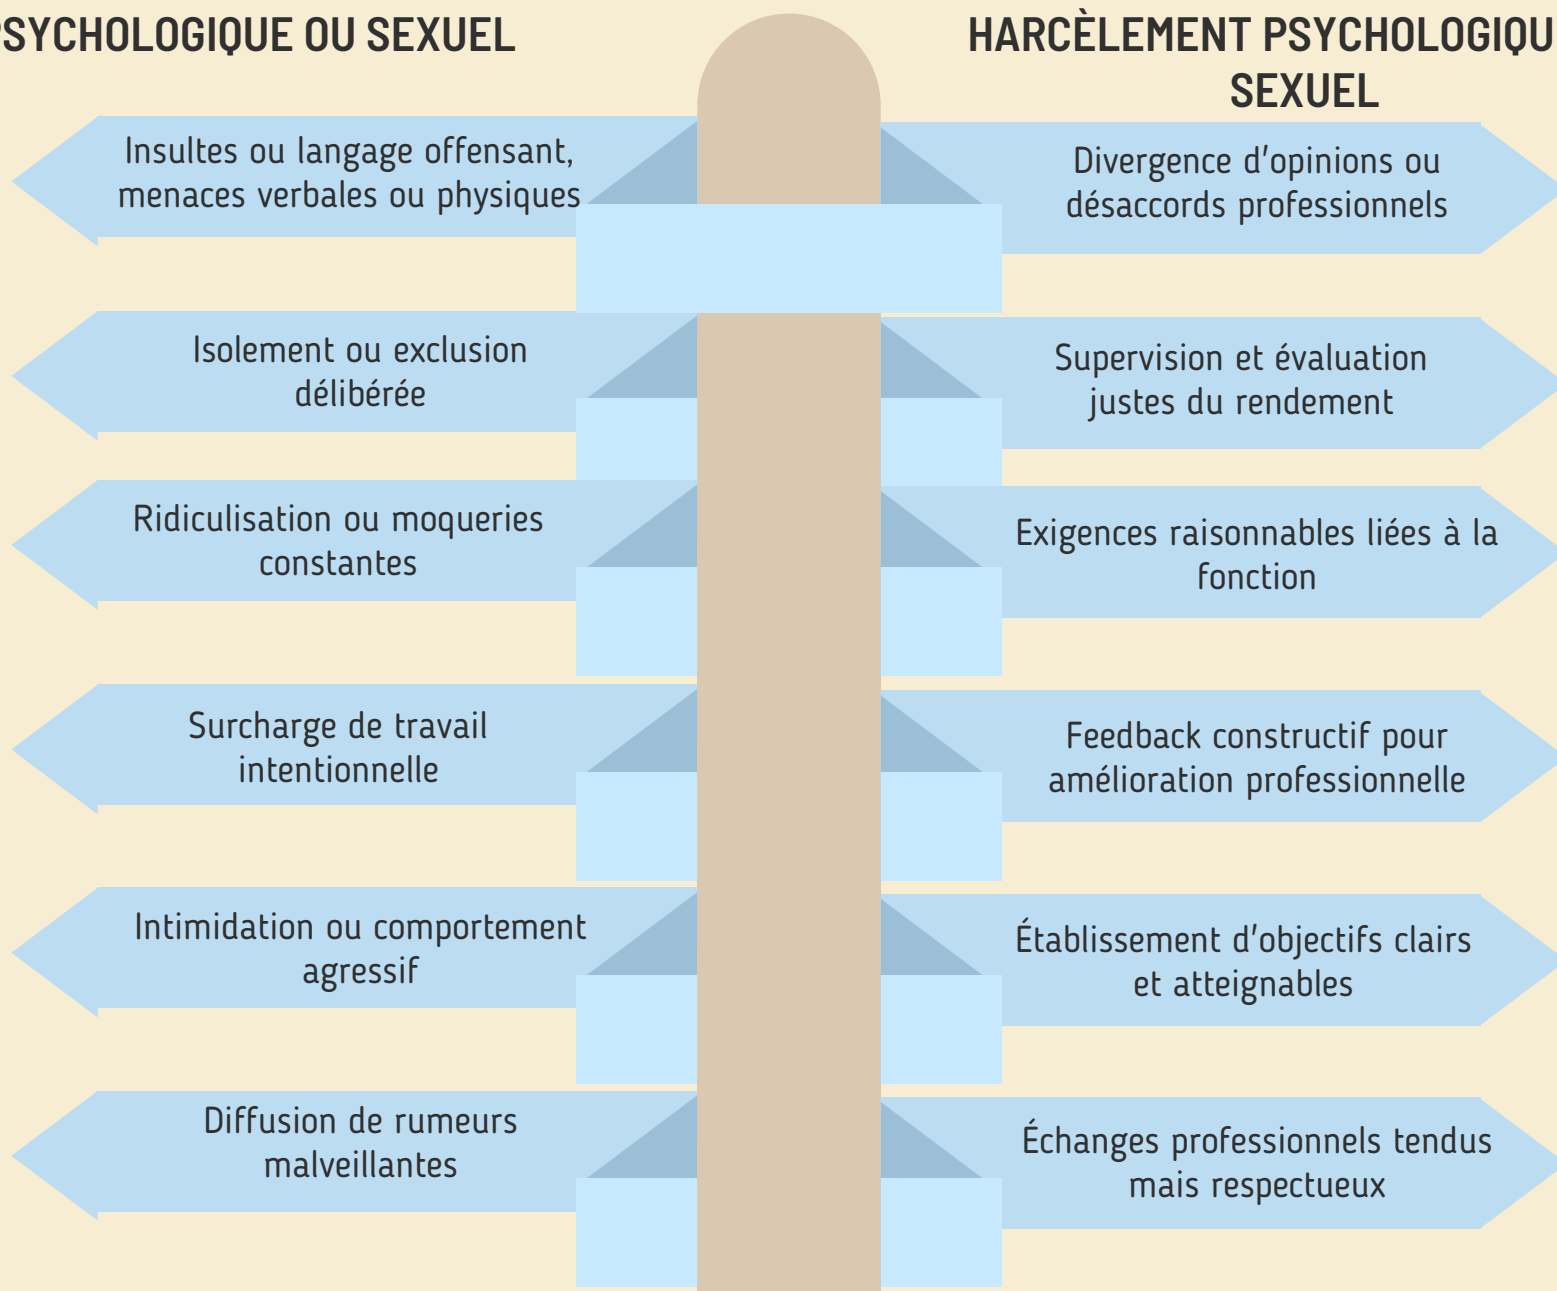 PSYCHOLOGIQUE OU SEXUEL
Insultes ou langage offensant,
menaces verbales ou physiques
Isolement ou exclusion
délibérée
Ridiculisation ou moqueries
constantes
Surcharge de travail
intentionnelle
Intimidation ou comportement
agressif
Diffusion de rumeurs
malveillantes
HARCÈLEMENT PSYCHOLOGIQU
SEXUEL
Divergence d'opinions ou
désaccords professionnels
Supervision et évaluation
justes du rendement
Exigences raisonnables liées à la
fonction
Feedback constructif pour
amélioration professionnelle
Établissement d'objectifs clairs
et atteignables
Échanges professionnels tendus
mais respectueux